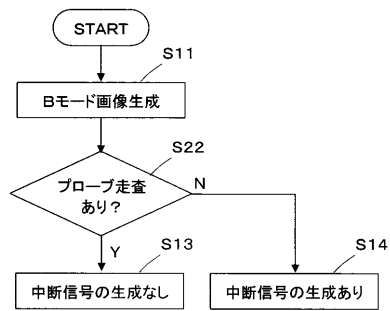 START
S11
Bモード画像生成
S22
プローブ走査
あり?
N
Y
S13
S14
中断信号の生成なし
中断信号の生成あり